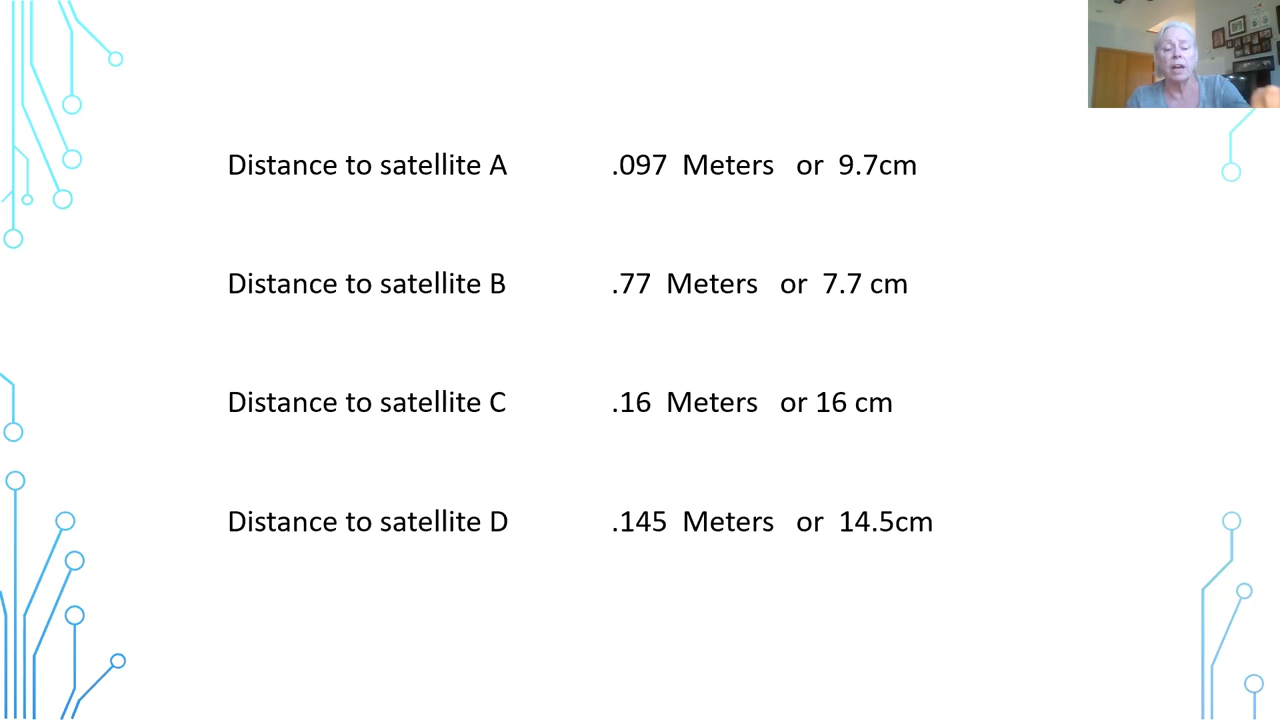 Distance to satellite A .097 Meters or 9.7cm
Distance to satellite B .77 Meters or 7.7 cm
Distance to satellite C .16 Meters or 16 cm
Distance to satellite D .145 Meters or 14.5cm